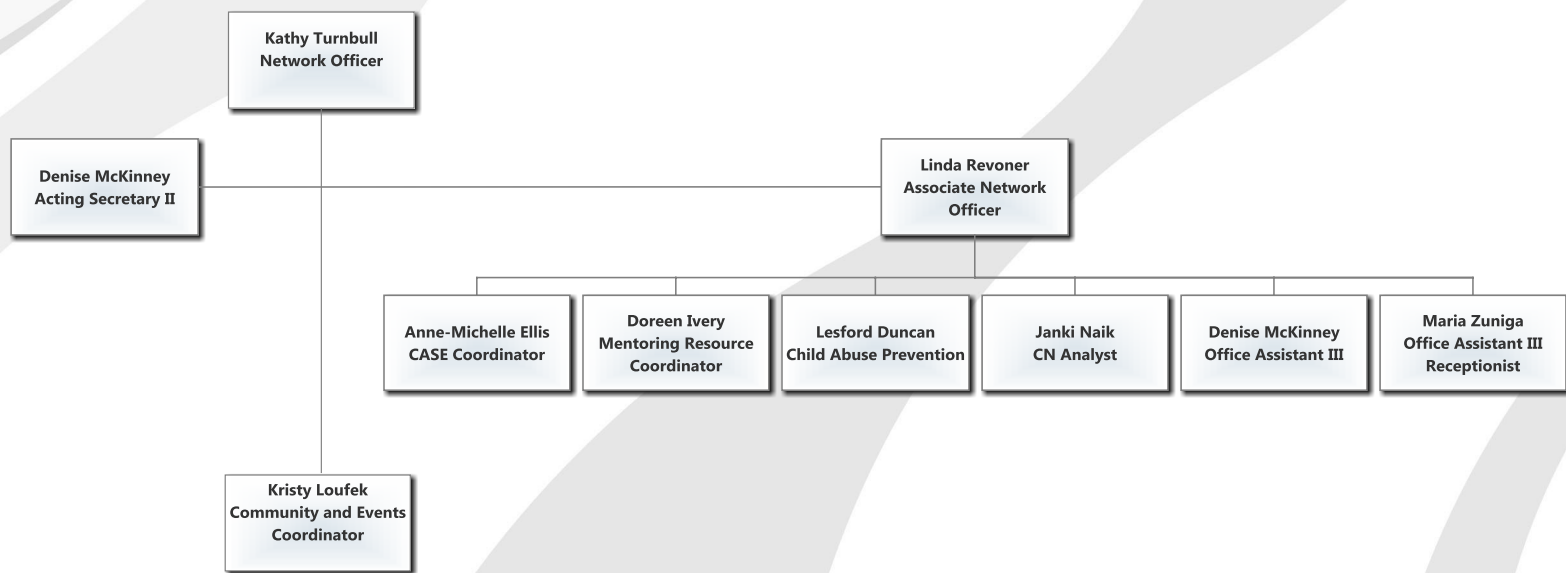 Kathy Turnbull
Network Officer
Denise McKinney
Acting Secretary II
Linda Revoner
Associate Network
Officer
Anne-Michelle Ellis
CASE Coordinator
Doreen Ivery
Mentoring Resource
Coordinator
Lesford Duncan
Child Abuse Prevention
Janki Naik
CN Analyst
Denise McKinney
Office Assistant III
Maria Zuniga
Office Assistant III
Receptionist
Kristy Loufek
Community and Events
Coordinator